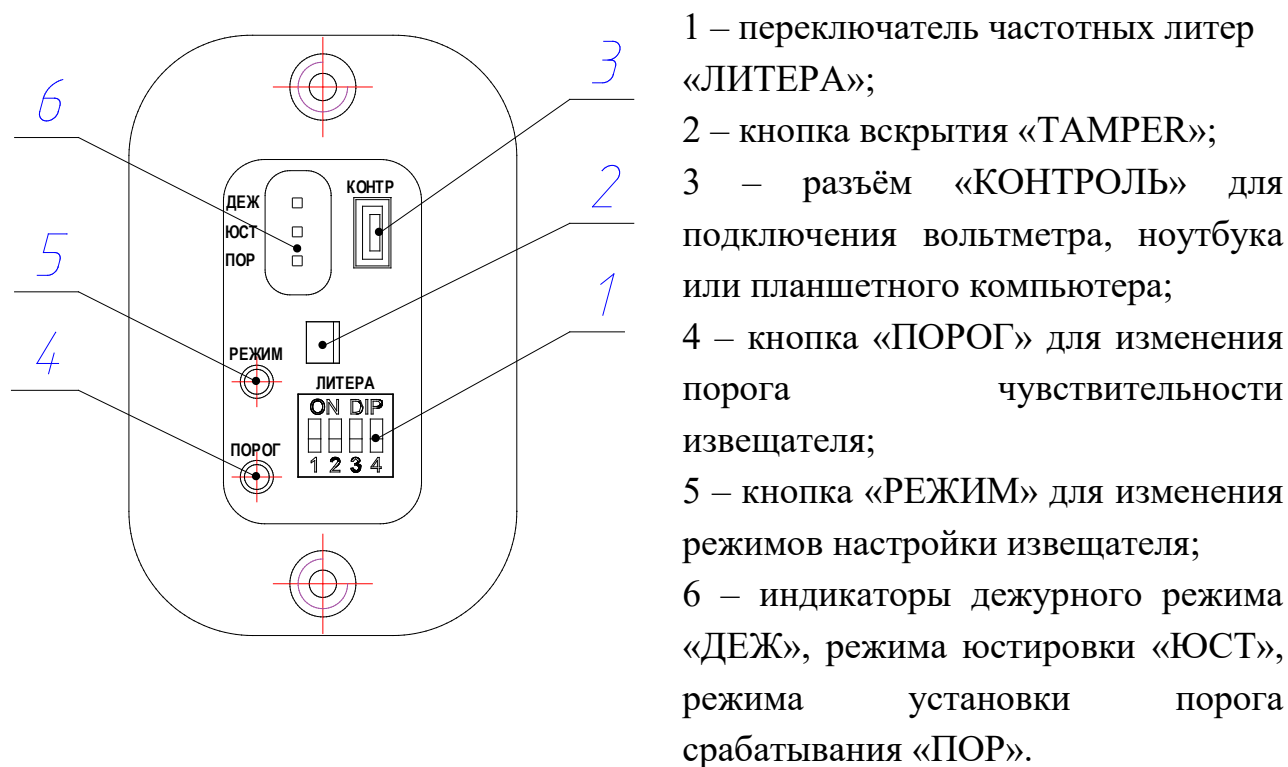 6
3
ДЕЖ
КОНТР
ЮСТ
ПОР
2
5
1
4
РЕЖИМ
ЛИТЕРА
ON DIP
ПОРОГ
1 2 3 4
1 – переключатель частотных литер
«ЛИТЕРА»;
2 – кнопка вскрытия «TAMPER»;
3 – разъём «КОНТРОЛЬ» для
подключения вольтметра, ноутбука
или планшетного компьютера;
4 – кнопка «ПОРОГ» для изменения
порога чувствительности
извещателя;
5 – кнопка «РЕЖИМ» для изменения
режимов настройки извещателя;
6 – индикаторы дежурного режима
«ДЕЖ», режима юстировки «ЮСТ»,
режима установки порога
срабатывания «ПОР».